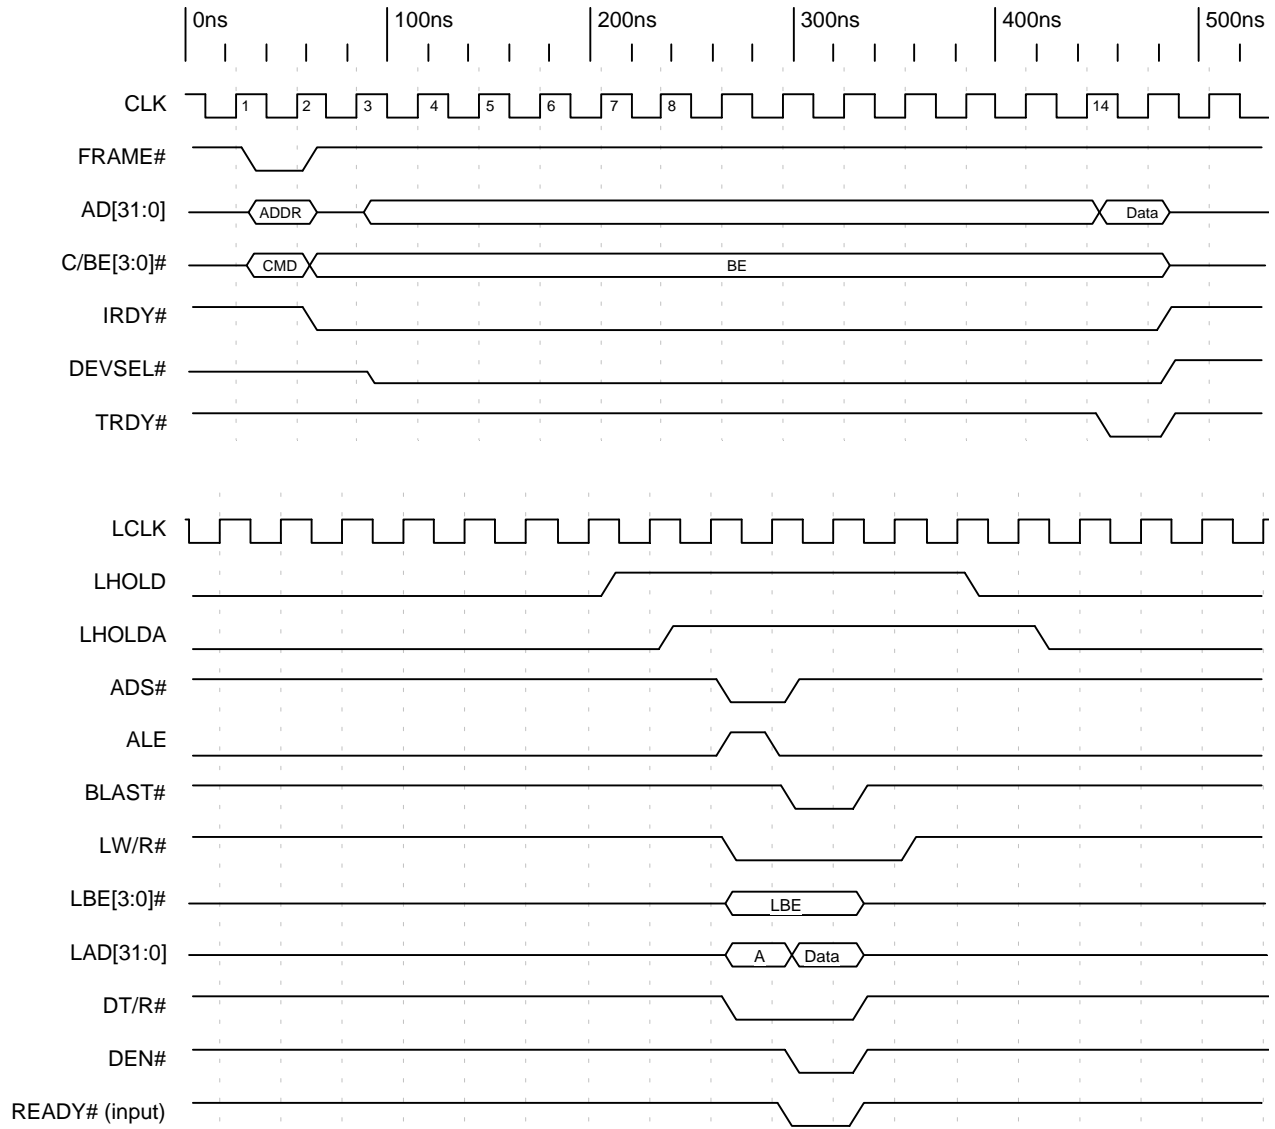 0ns 100ns 200ns 300ns 400ns 500ns
CLK 1 2 3 4 5 6 7 8 14
FRAME#
AD[31:0] ADDR Data
C/BE[3:0]# CMD BE
IRDY#
DEVSEL#
TRDY#
LCLK
LHOLD
LHOLDA
ADS#
ALE
BLAST#
LW/R#
LBE[3:0]# LBE
LAD[31:0] A Data
DT/R#
DEN#
READY# (input)